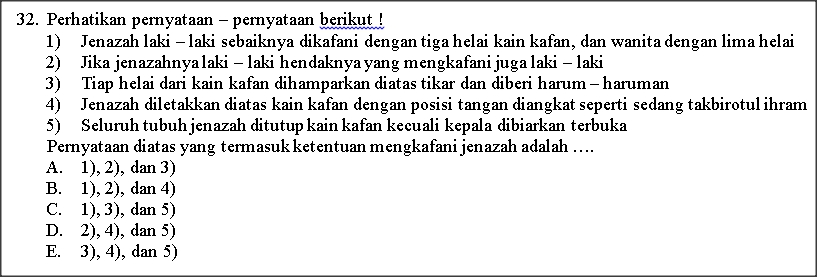 32. Perhatikan pernyataan – pernyataan berikut !
1) Jenazah laki – laki sebaiknya dikafani dengan tiga helai kain kafan, dan wanita dengan lima helai
2) Jika jenazahnya laki – laki hendaknya yang mengkafani juga laki – laki
3) Tiap helai dari kain kafan dihamparkan diatas tikar dan diberi harum – haruman
4) Jenazah diletakkan diatas kain kafan dengan posisi tangan diangkat seperti sedang takbirotul ihram
5) Seluruh tubuh jenazah ditutup kain kafan kecuali kepala dibiarkan terbuka
Pernyataan diatas yang termasuk ketentuan mengkafani jenazah adalah ….
A. 1), 2), dan 3)
B. 1), 2), dan 4)
C. 1), 3), dan 5)
D. 2), 4), dan 5)
E. 3), 4), dan 5)